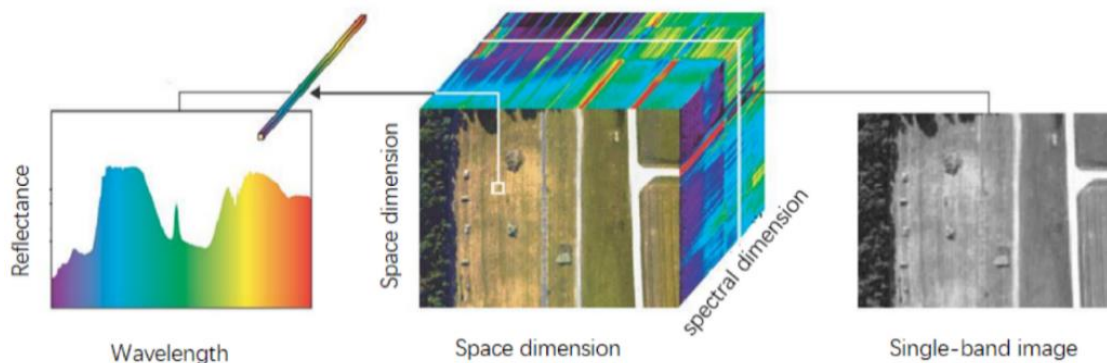 Reflectance
Wavelength
Space dimension
Space dimension
spectral dimension
Single-band image